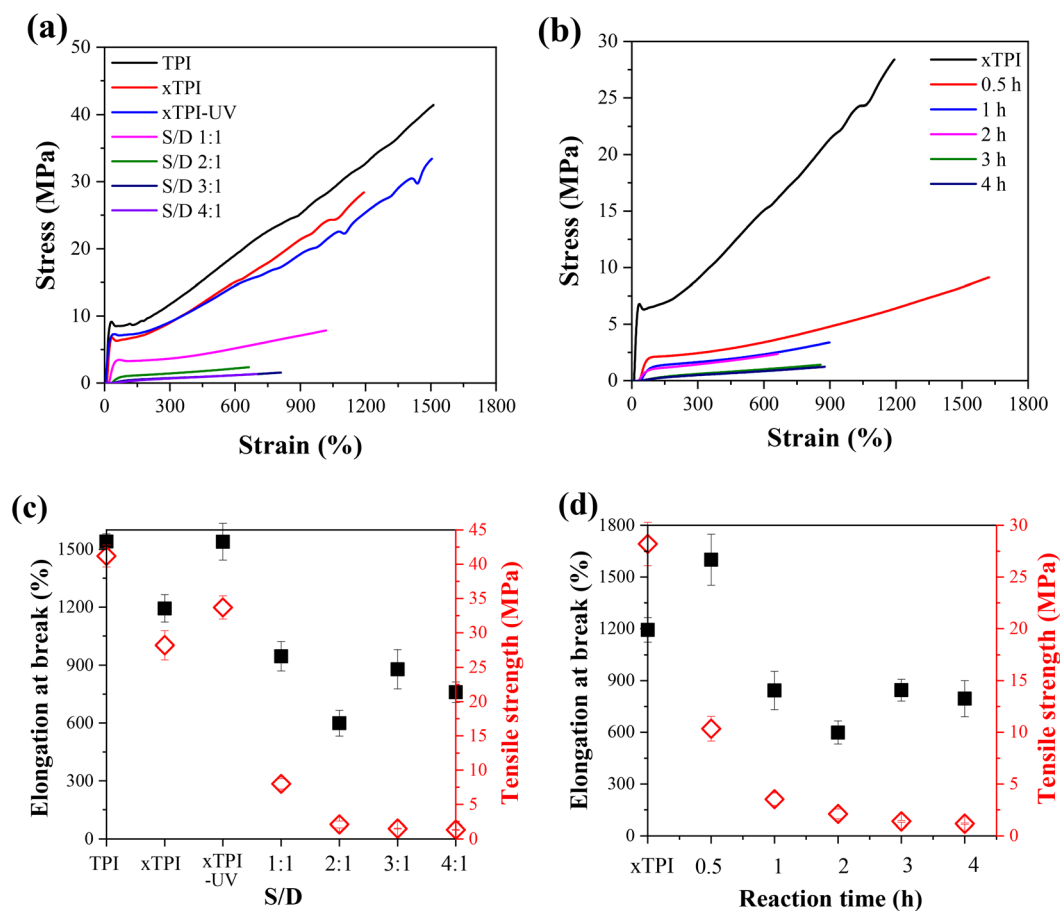 (a)
50
40
30
20
10
0
Stress (MPa)
TPI
xTPI
xTPI-UV
S/D 1:1
S/D 2:1
S/D 3:1
S/D 4:1
0 300 600 900 1200 1500 1800
Strain (%)
(b)
30
25
20
15
10
5
0
Stress (MPa)
xTPI
0.5 h
1 h
2 h
3 h
4 h
0 300 600 900 1200 1500 1800
Strain (%)
(c)
1500
1200
900
600
300
0
Elongation at break (%)
45
40
35
30
25
20
15
10
5
0
Tensile strength (MPa)
TPI xTPI xTPI 1:1 2:1 3:1 4:1
-UV
S/D
(d)
1800
1500
1200
900
600
300
0
Elongation at break (%)
30
25
20
15
10
5
0
Tensile strength (MPa)
xTPI 0.5 1 2 3 4
Reaction time (h)